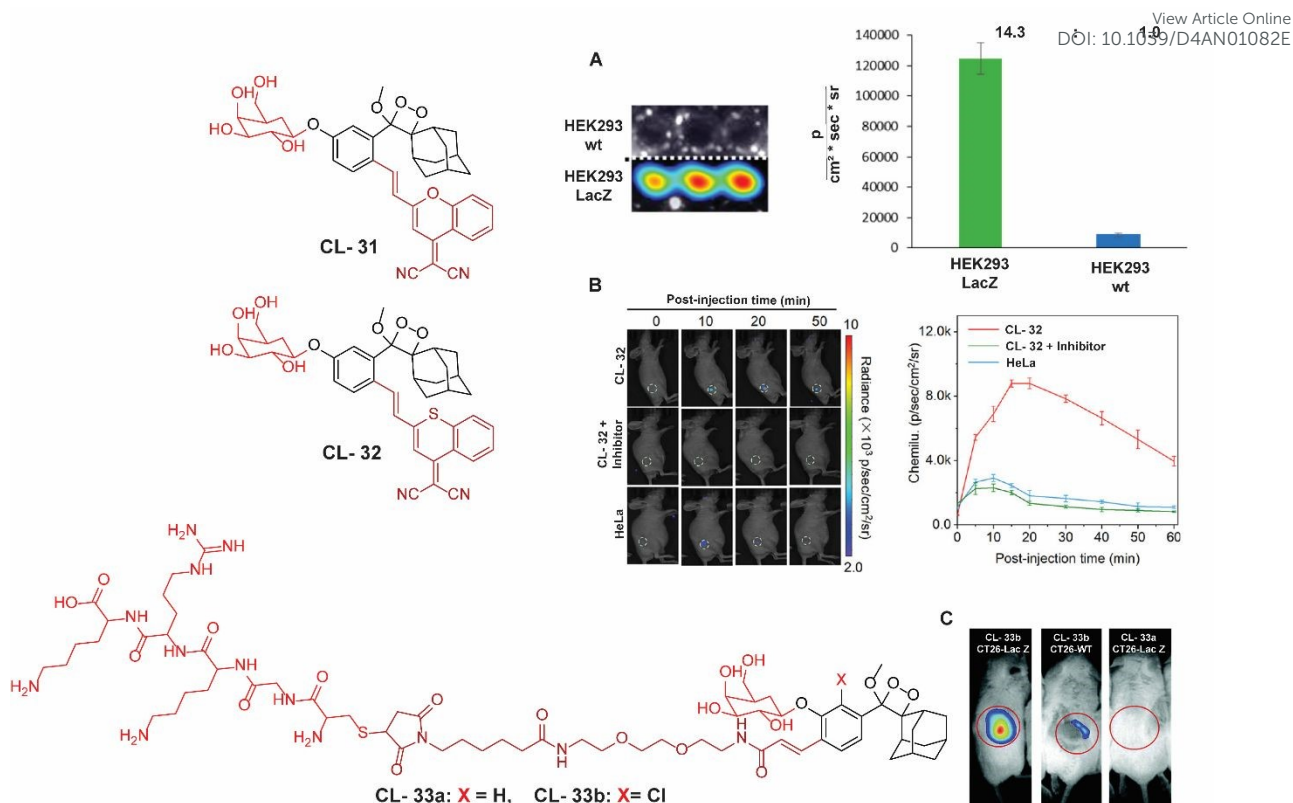 View Article Online
DOI: 10.1039/D4AN01082E
A
HEK293
wt
HEK293
LacZ
14.3 : 1.0
p
cm² * sec * sr
140000
120000
100000
80000
60000
40000
20000
0
HEK293
LacZ
HEK293
wt
OH
OH
HO
OH
O
O
O-O
O
NC CN
CL- 31
B
Post-injection time (min)
0 10 20 50
CL- 32
CL- 32 +
Inhibitor
HeLa
10
Radiance (×10³ p/sec/cm²/sr)
2.0
CL- 32
CL- 32 + Inhibitor
HeLa
Chemilu. (p/sec/cm²/sr)
12.0k
8.0k
4.0k
0.0
0 10 20 30 40 50 60
Post-injection time (min)
OH
OH
HO
OH
O
O
O-O
S
NC CN
CL- 32
H₂N
NH
NH
O
HO
NH
O
HN
O
NH
H₂N
O
HN
O
NH
H₂N
NH₂
S
O
N
O
O
N
H
O
O
H
N
O
OH
OH
HO
OH
O
X
O
O-O
CL- 33a: X = H, CL- 33b: X= Cl
C
CL- 33b
CT26-Lac Z
CL- 33b
CT26-WT
CL- 33a
CT26-Lac Z